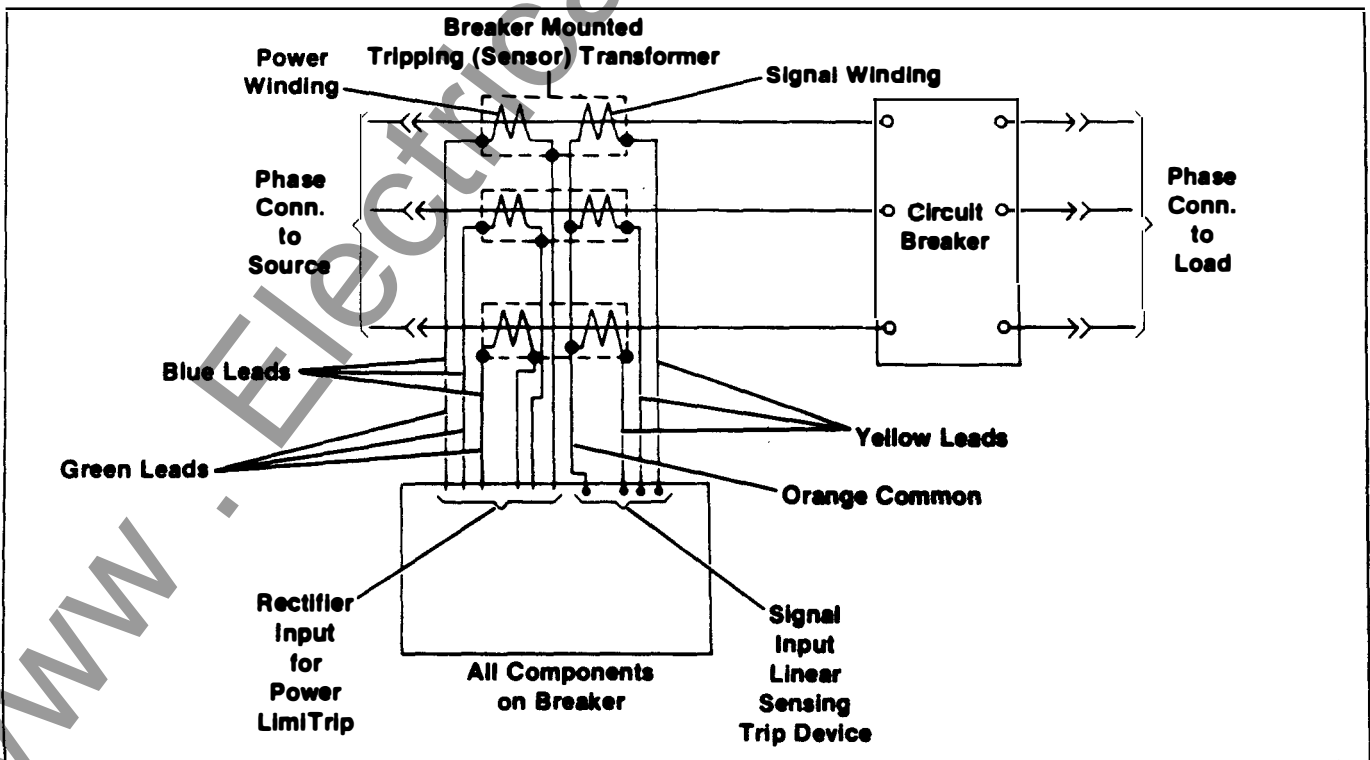 Breaker Mounted
Tripping (Sensor) Transformer
Power
Winding
Signal Winding
Phase
Conn.
to
Source
Circuit
Breaker
Phase
Conn.
to
Load
Blue Leads
Yellow Leads
Green Leads
Orange Common
Rectifier
Input
for
Power
LimiTrip
All Components
on Breaker
Signal
Input
Linear
Sensing
Trip Device
www . Electric